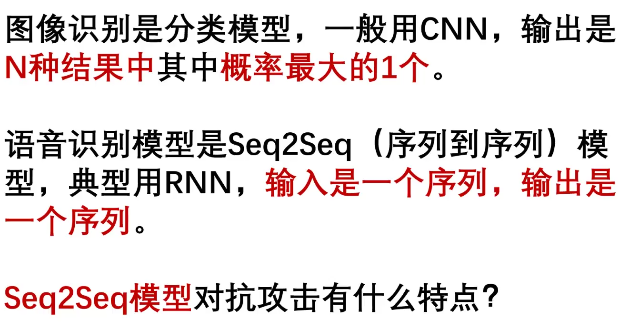 图像识别是分类模型，一般用CNN，输出是
N种结果中其中概率最大的1个。
语音识别模型是Seq2Seq（序列到序列）模
型，典型用RNN，输入是一个序列，输出是
一个序列。
Seq2Seq模型对抗攻击有什么特点？